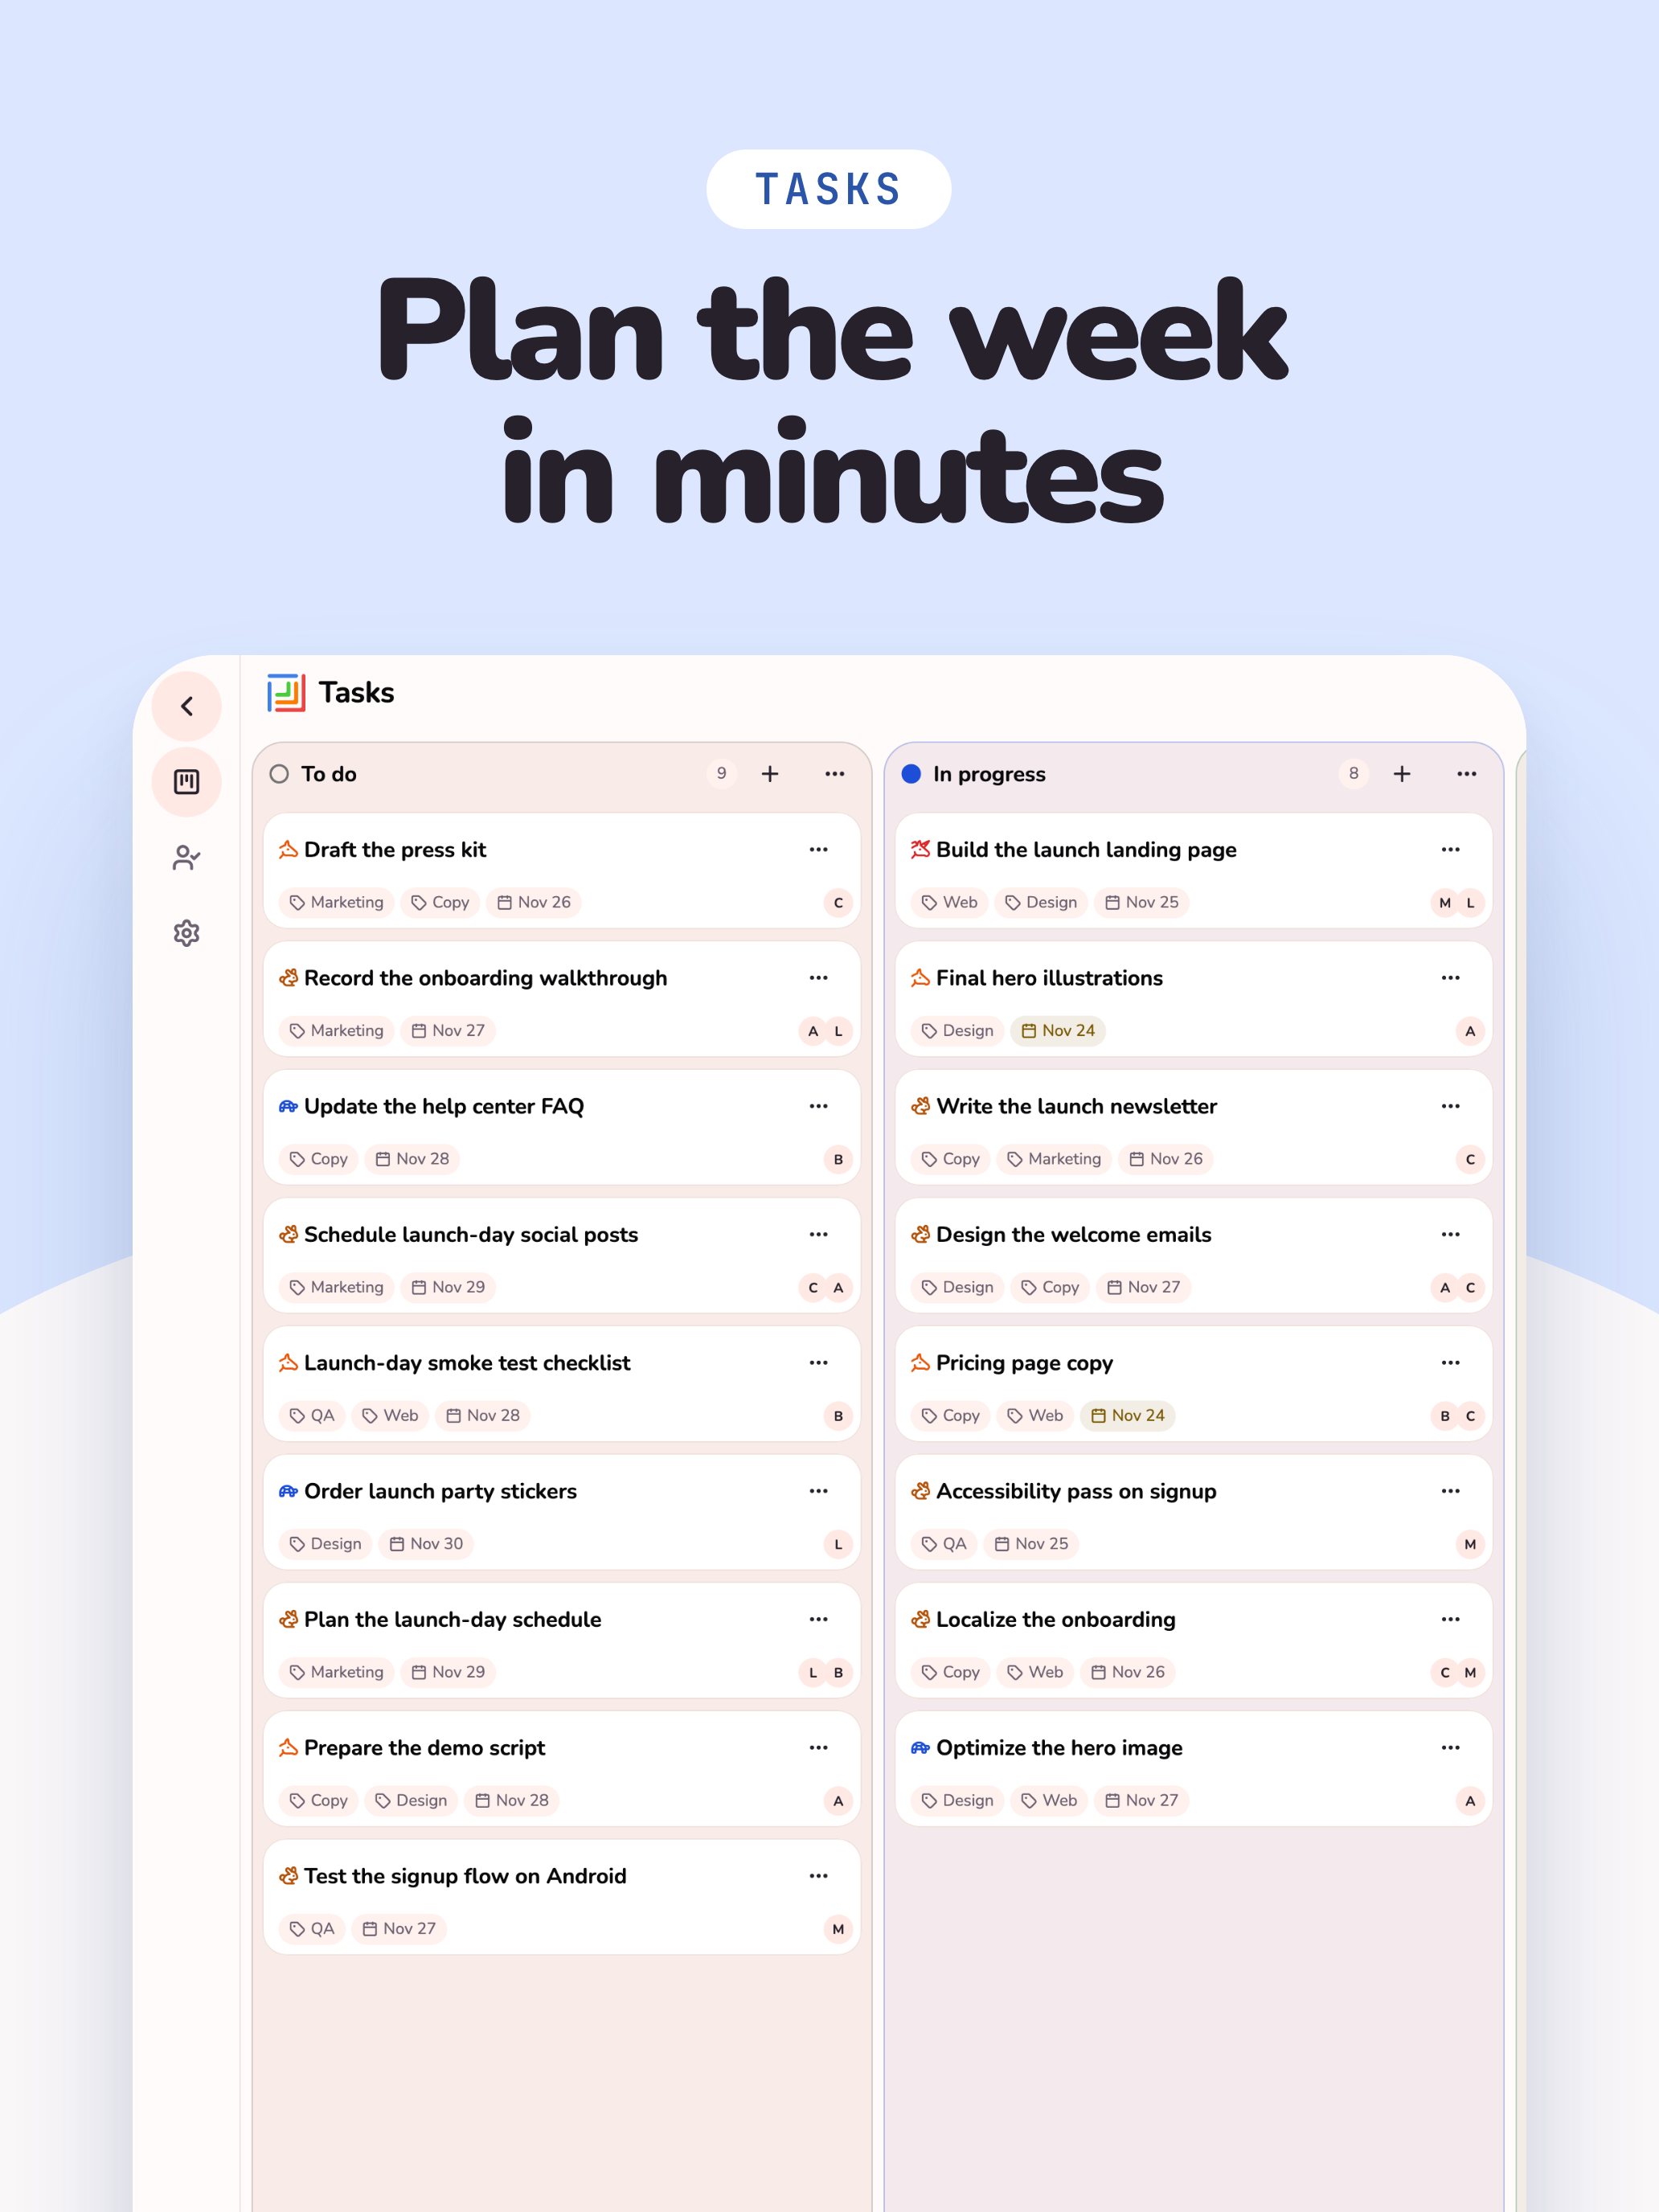 TASKS
Plan the week
in minutes
Tasks
To do
9
Draft the press kit
Marketing Copy Nov 26 C
Record the onboarding walkthrough
Marketing Nov 27 A L
Update the help center FAQ
Copy Nov 28 B
Schedule launch-day social posts
Marketing Nov 29 C A
Launch-day smoke test checklist
QA Web Nov 28 B
Order launch party stickers
Design Nov 30 L
Plan the launch-day schedule
Marketing Nov 29 L B
Prepare the demo script
Copy Design Nov 28 A
Test the signup flow on Android
QA Nov 27 M
In progress
8
Build the launch landing page
Web Design Nov 25 M L
Final hero illustrations
Design Nov 24 A
Write the launch newsletter
Copy Marketing Nov 26 C
Design the welcome emails
Design Copy Nov 27 A C
Pricing page copy
Copy Web Nov 24 B C
Accessibility pass on signup
QA Nov 25 M
Localize the onboarding
Copy Web Nov 26 C M
Optimize the hero image
Design Web Nov 27 A